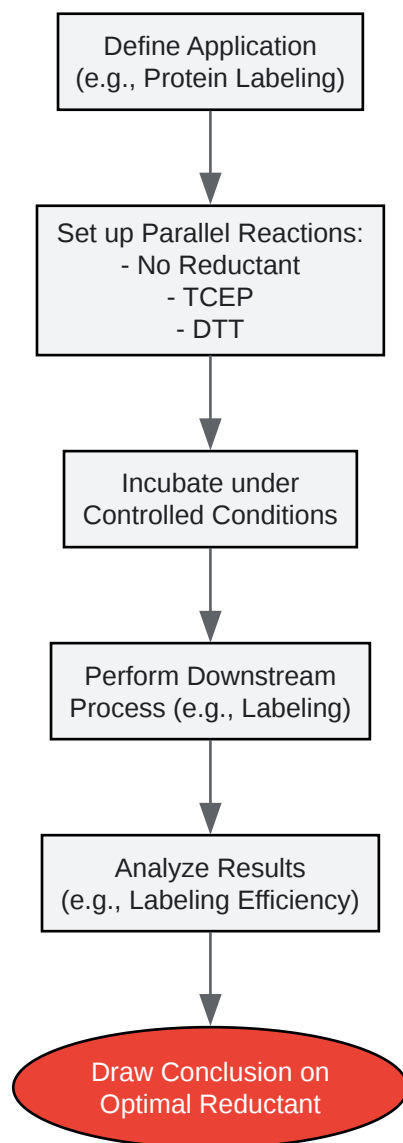 Define Application
(e.g., Protein Labeling)
Set up Parallel Reactions:
- No Reductant
- TCEP
- DTT
Incubate under
Controlled Conditions
Perform Downstream
Process (e.g., Labeling)
Analyze Results
(e.g., Labeling Efficiency)
Draw Conclusion on
Optimal Reductant